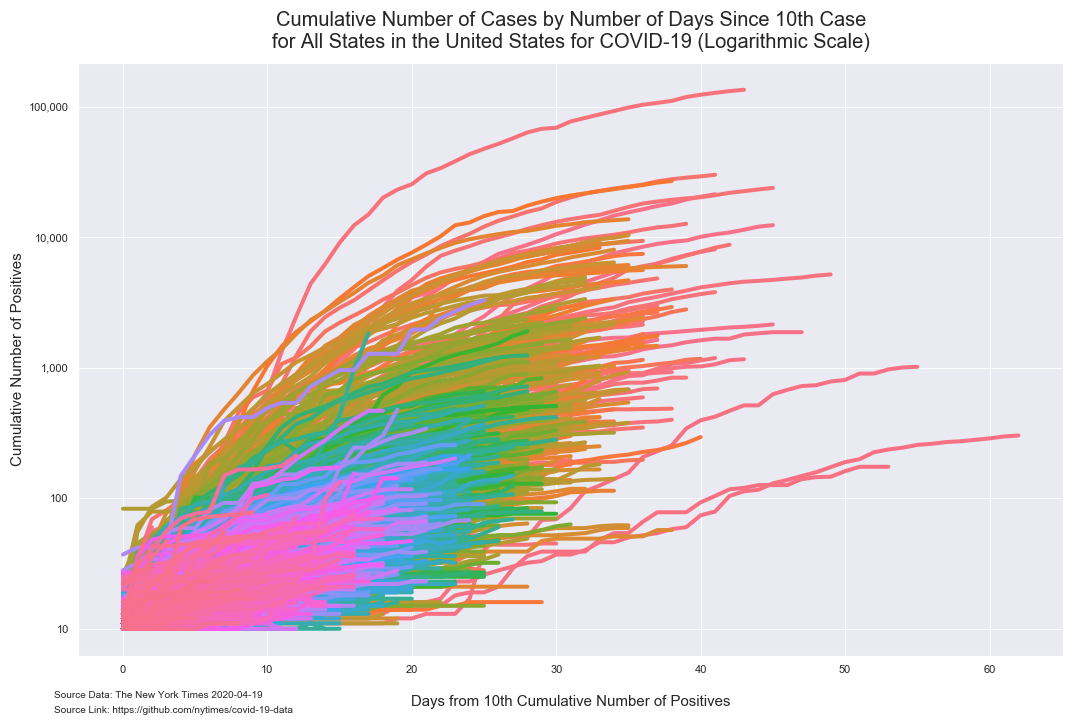 Cumulative Number of Cases by Number of Days Since 10th Case
for All States in the United States for COVID-19 (Logarithmic Scale)
100,000
10,000
1,000
100
10
Cumulative Number of Positives
0 10 20 30 40 50 60
Days from 10th Cumulative Number of Positives
Source Data: The New York Times 2020-04-19
Source Link: https://github.com/nytimes/covid-19-data